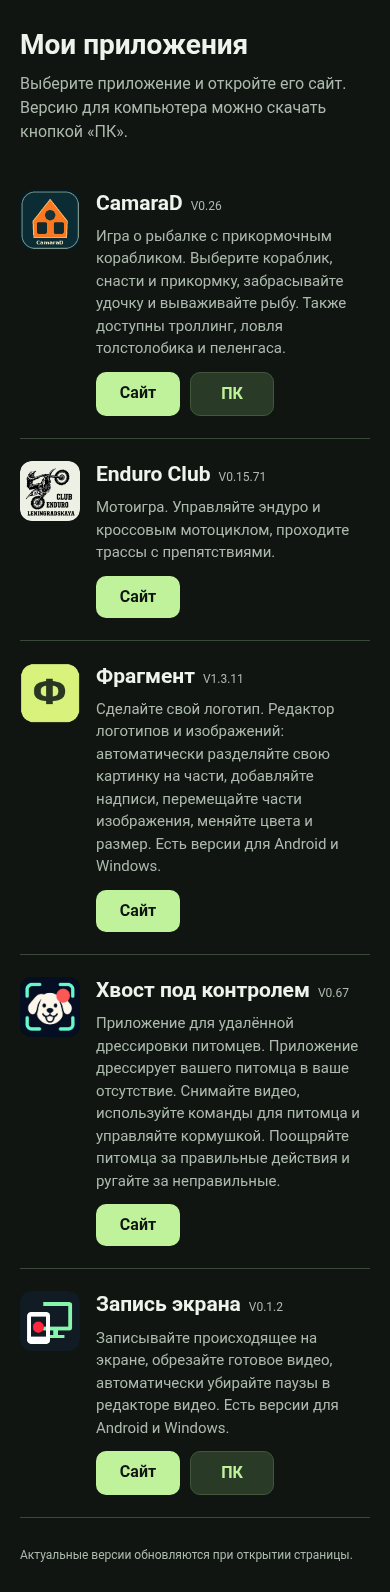 Мои приложения
Выберите приложение и откройте его сайт.
Версию для компьютера можно скачать
кнопкой «ПК».
CamaraD V0.26
CamaraD
Игра о рыбалке с прикормочным
корабликом. Выберите кораблик,
снасти и прикормку, забрасывайте
удочку и вываживайте рыбу. Также
доступны троллинг, ловля
толстолобика и пеленгаса.
Сайт ПК
Enduro Club V0.15.71
CLUB
ENDURO
LENINGRADSKAYA
Мотоигра. Управляйте эндуро и
кроссовым мотоциклом, проходите
трассы с препятствиями.
Сайт
Фрагмент V1.3.11
Ф
Сделайте свой логотип. Редактор
логотипов и изображений:
автоматически разделяйте свою
картинку на части, добавляйте
надписи, перемещайте части
изображения, меняйте цвета и
размер. Есть версии для Android и
Windows.
Сайт
Хвост под контролем V0.67
Приложение для удалённой
дрессировки питомцев. Приложение
дрессирует вашего питомца в ваше
отсутствие. Снимайте видео,
используйте команды для питомца и
управляйте кормушкой. Поощряйте
питомца за правильные действия и
ругайте за неправильные.
Сайт
Запись экрана V0.1.2
Записывайте происходящее на
экране, обрезайте готовое видео,
автоматически убирайте паузы в
редакторе видео. Есть версии для
Android и Windows.
Сайт ПК
Актуальные версии обновляются при открытии страницы.